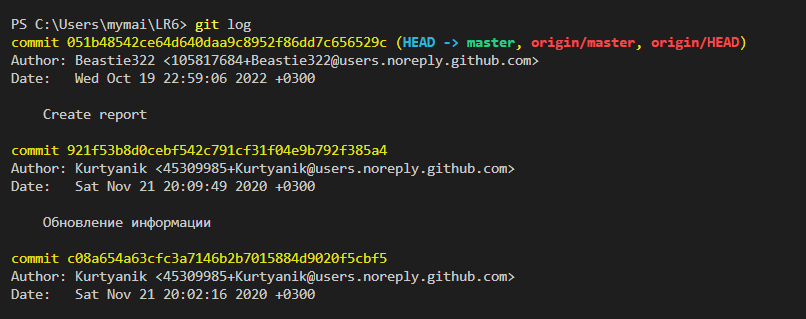 PS C:\Users\mymai\LR6> git log
commit 051b48542ce64d640daa9c8952f86dd7c656529c (HEAD -> master, origin/master, origin/HEAD)
Author: Beastie322 <105817684+Beastie322@users.noreply.github.com>
Date:   Wed Oct 19 22:59:06 2022 +0300
    Create report
commit 921f53b8d0cebf542c791cf31f04e9b792f385a4
Author: Kurtyanik <45309985+Kurtyanik@users.noreply.github.com>
Date:   Sat Nov 21 20:09:49 2020 +0300
    Обновление информации
commit c08a654a63cfc3a7146b2b7015884d9020f5cbf5
Author: Kurtyanik <45309985+Kurtyanik@users.noreply.github.com>
Date:   Sat Nov 21 20:02:16 2020 +0300